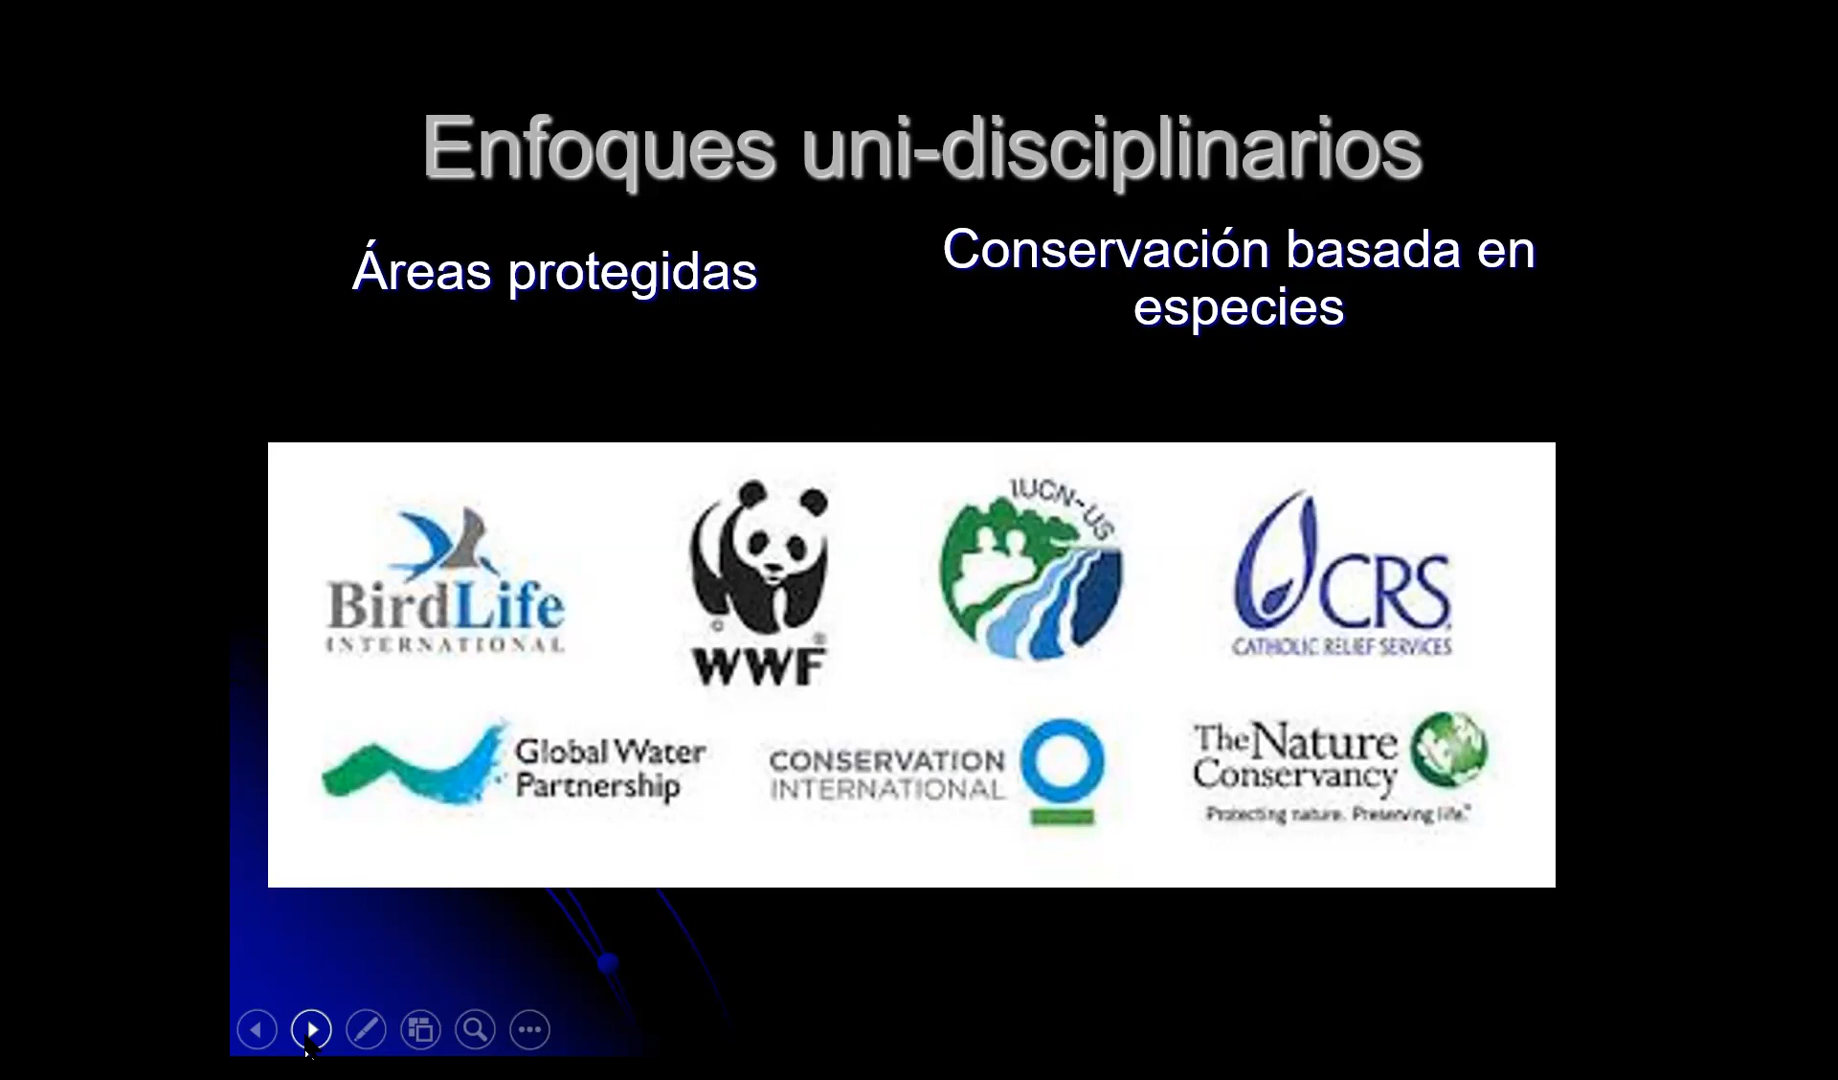 Enfoques uni-disciplinarios
Áreas protegidas
Conservación basada en
especies
BirdLife
INTERNATIONAL
WWF
IUCN-US
CRS
CATHOLIC RELIEF SERVICES
Global Water
Partnership
CONSERVATION
INTERNATIONAL
The Nature
Conservancy
Protecting nature. Preserving life.